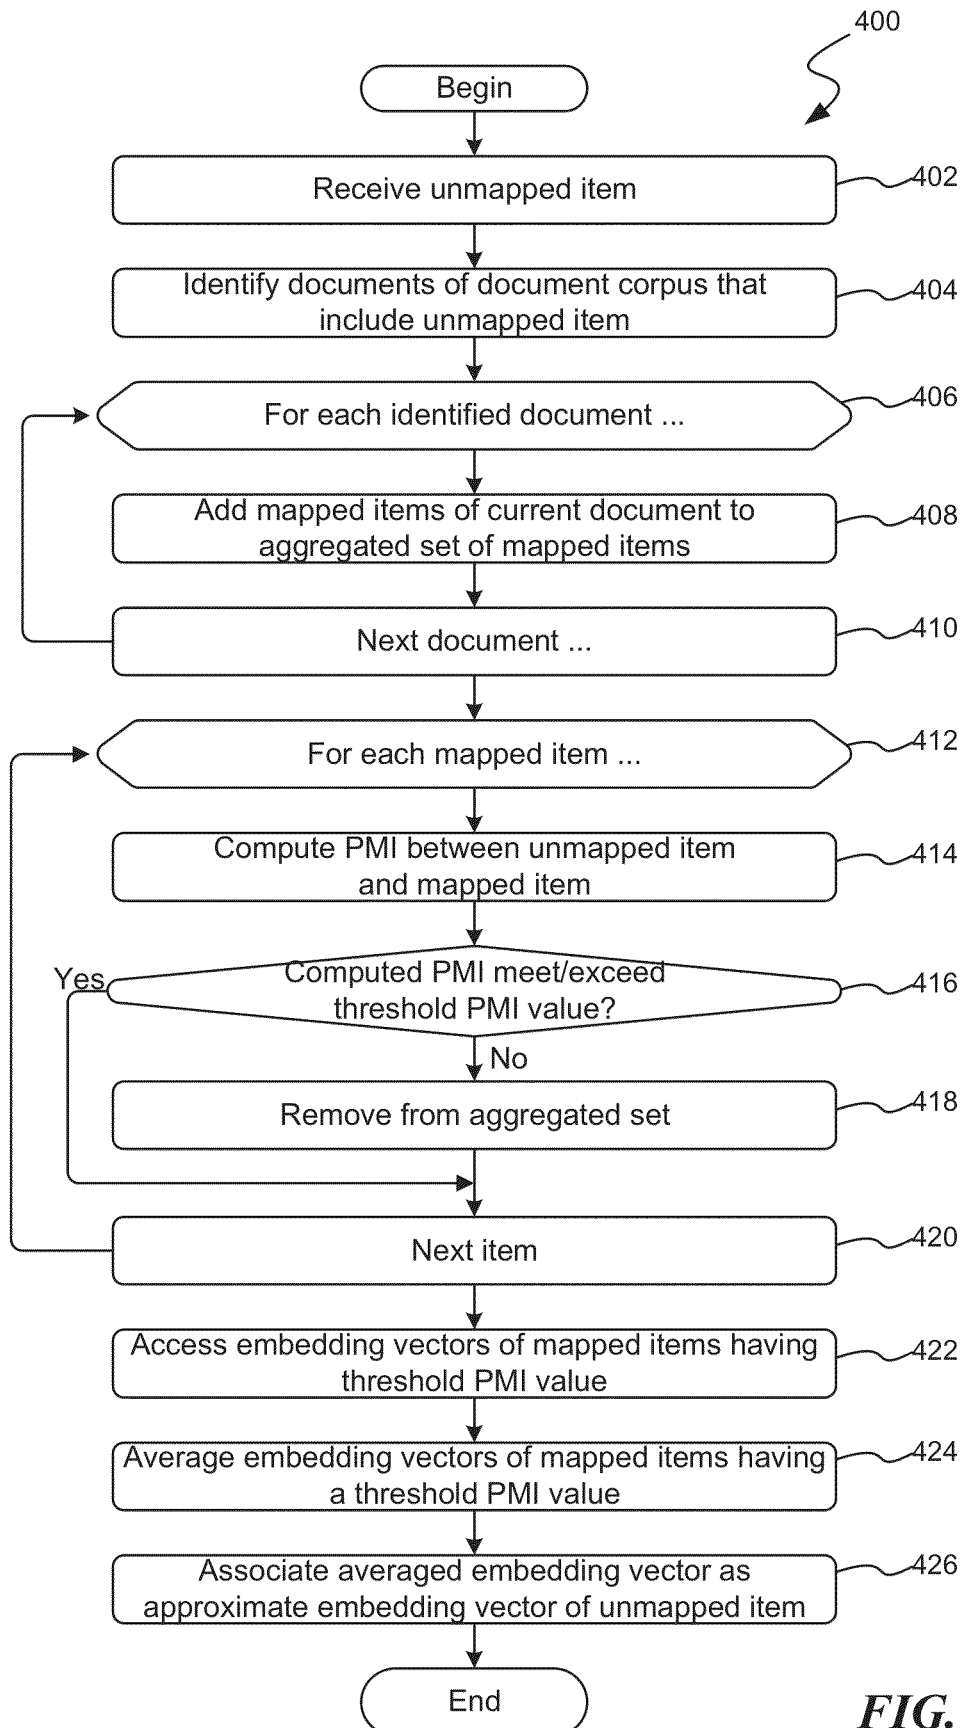 400
Begin
Receive unmapped item
402
Identify documents of document corpus that
include unmapped item
404
For each identified document ...
406
Add mapped items of current document to
aggregated set of mapped items
408
Next document ...
410
For each mapped item ...
412
Compute PMI between unmapped item
and mapped item
414
Yes
Computed PMI meet/exceed
threshold PMI value?
416
No
Remove from aggregated set
418
Next item
420
Access embedding vectors of mapped items having
threshold PMI value
422
Average embedding vectors of mapped items having
a threshold PMI value
424
Associate averaged embedding vector as
approximate embedding vector of unmapped item
426
End
FIG.